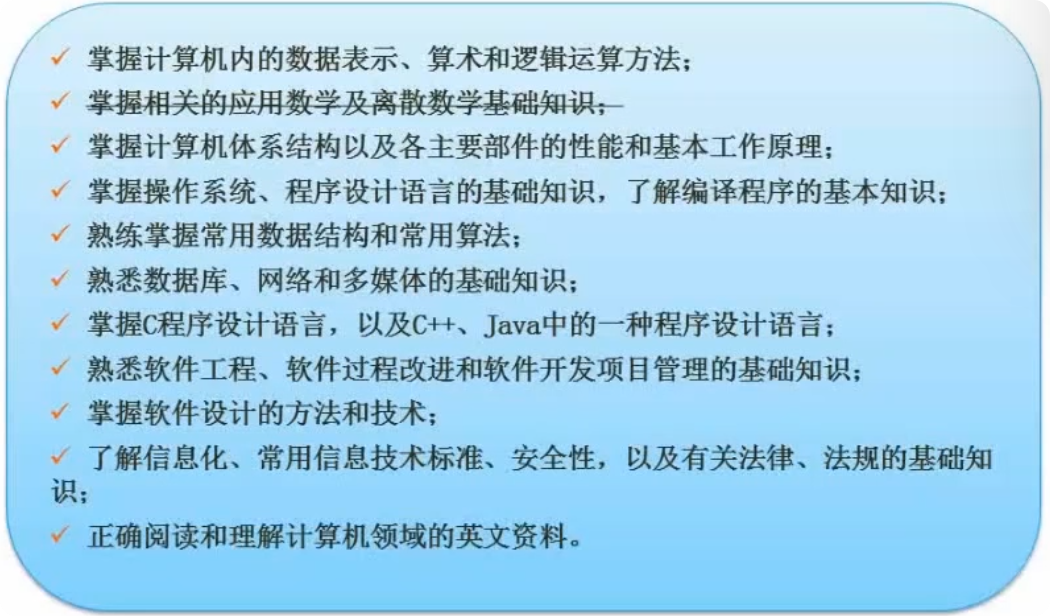 掌握计算机内的数据表示、算术和逻辑运算方法;
掌握相关的应用数学及离散数学基础知识;
掌握计算机体系结构以及各主要部件的性能和基本工作原理;
掌握操作系统、程序设计语言的基础知识，了解编译程序的基本知识;
熟练掌握常用数据结构和常用算法;
熟悉数据库、网络和多媒体的基础知识;
掌握C程序设计语言，以及C++、Java中的一种程序设计语言;
熟悉软件工程、软件过程改进和软件开发项目管理的基础知识;
掌握软件设计的方法和技术;
了解信息化、常用信息技术标准、安全性，以及有关法律、法规的基础知
识;
正确阅读和理解计算机领域的英文资料。